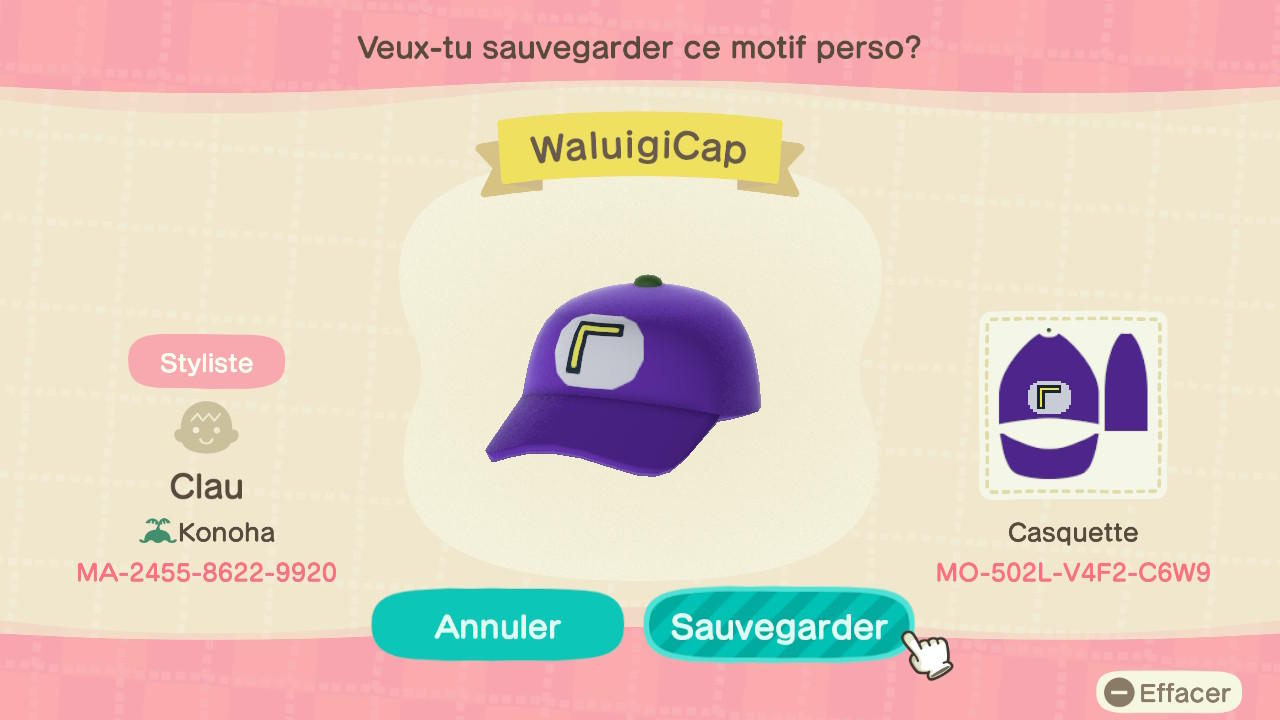 Veux-tu sauvegarder ce motif perso?
WaluigiCap
Styliste
Clau
Konoha
MA-2455-8622-9920
Casquette
MO-502L-V4F2-C6W9
Annuler
Sauvegarder
Effacer